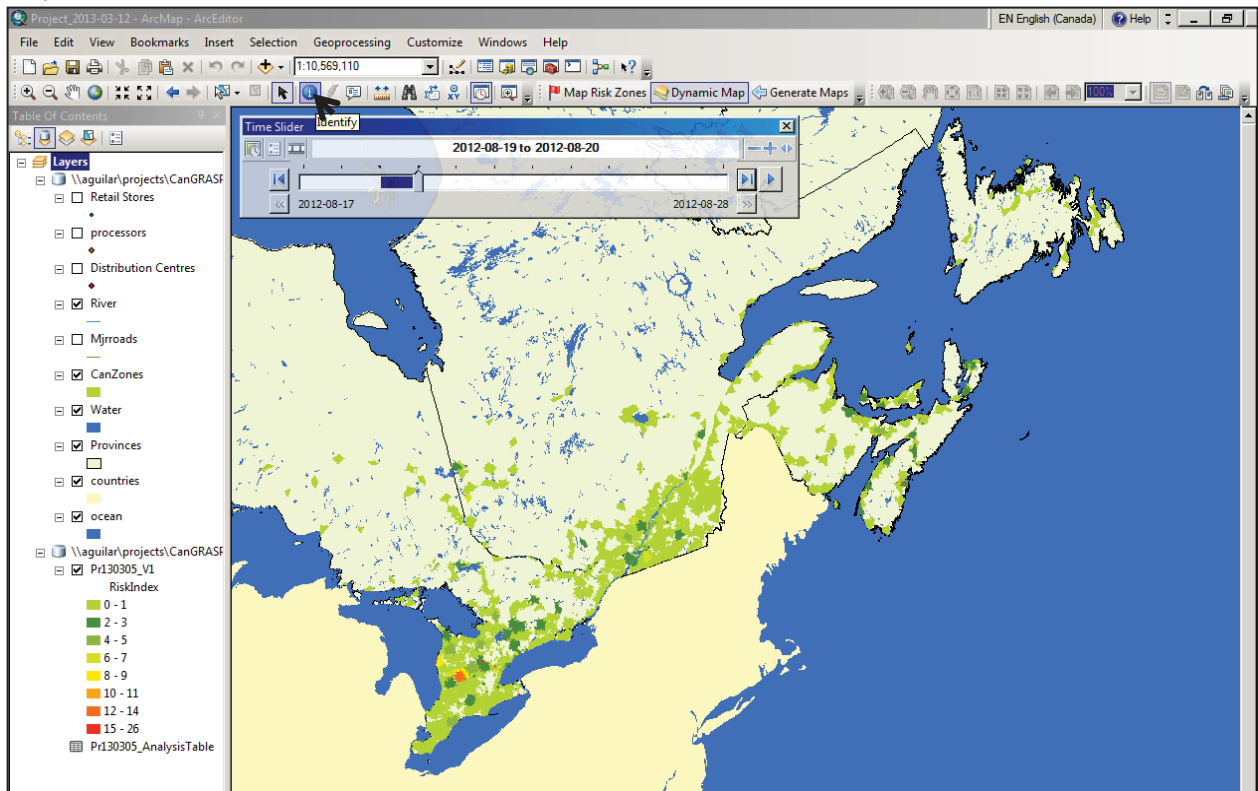 Project_2013-03-12 - ArcMap - ArcEditor
EN English (Canada) Help
File Edit View Bookmarks Insert Selection Geoprocessing Customize Windows Help
1:10,569,110
Map Risk Zones Dynamic Map Generate Maps 100%
Table Of Contents
Identify
Time Slider
2012-08-19 to 2012-08-20
2012-08-17 2012-08-28
Layers
\\aguilar\projects\CanGRASP
Retail Stores
processors
Distribution Centres
River
Mjrroads
CanZones
Water
Provinces
countries
ocean
\\aguilar\projects\CanGRASP
Pr130305_V1
RiskIndex
0 - 1
2 - 3
4 - 5
6 - 7
8 - 9
10 - 11
12 - 14
15 - 26
Pr130305_AnalysisTable